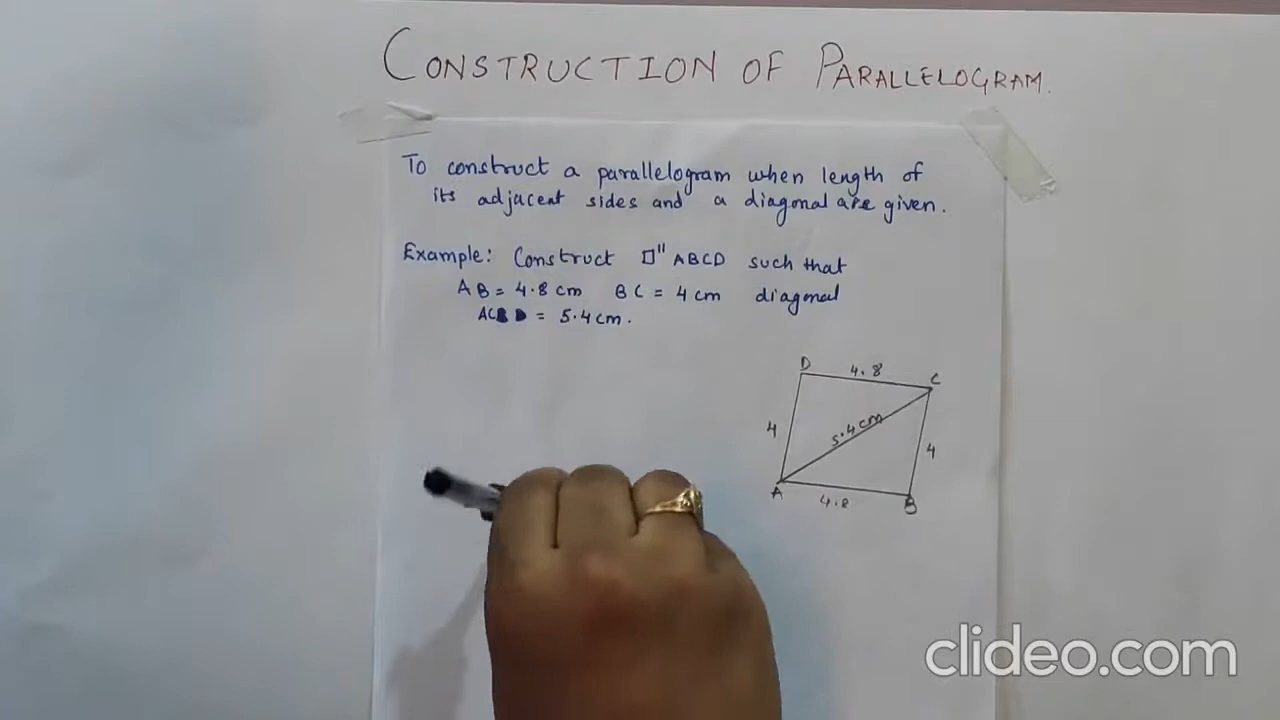 CONSTRUCTION OF PARALLELOGRAM.
To construct a parallelogram when length of
its adjacent sides and a diagonal are given.
Example: Construct □" ABCD such that
AB = 4.8 cm BC = 4 cm diagonal
AC = 5.4 cm.
D 4.8 C
4 5.4 cm 4
A 4.8 B
clideo.com